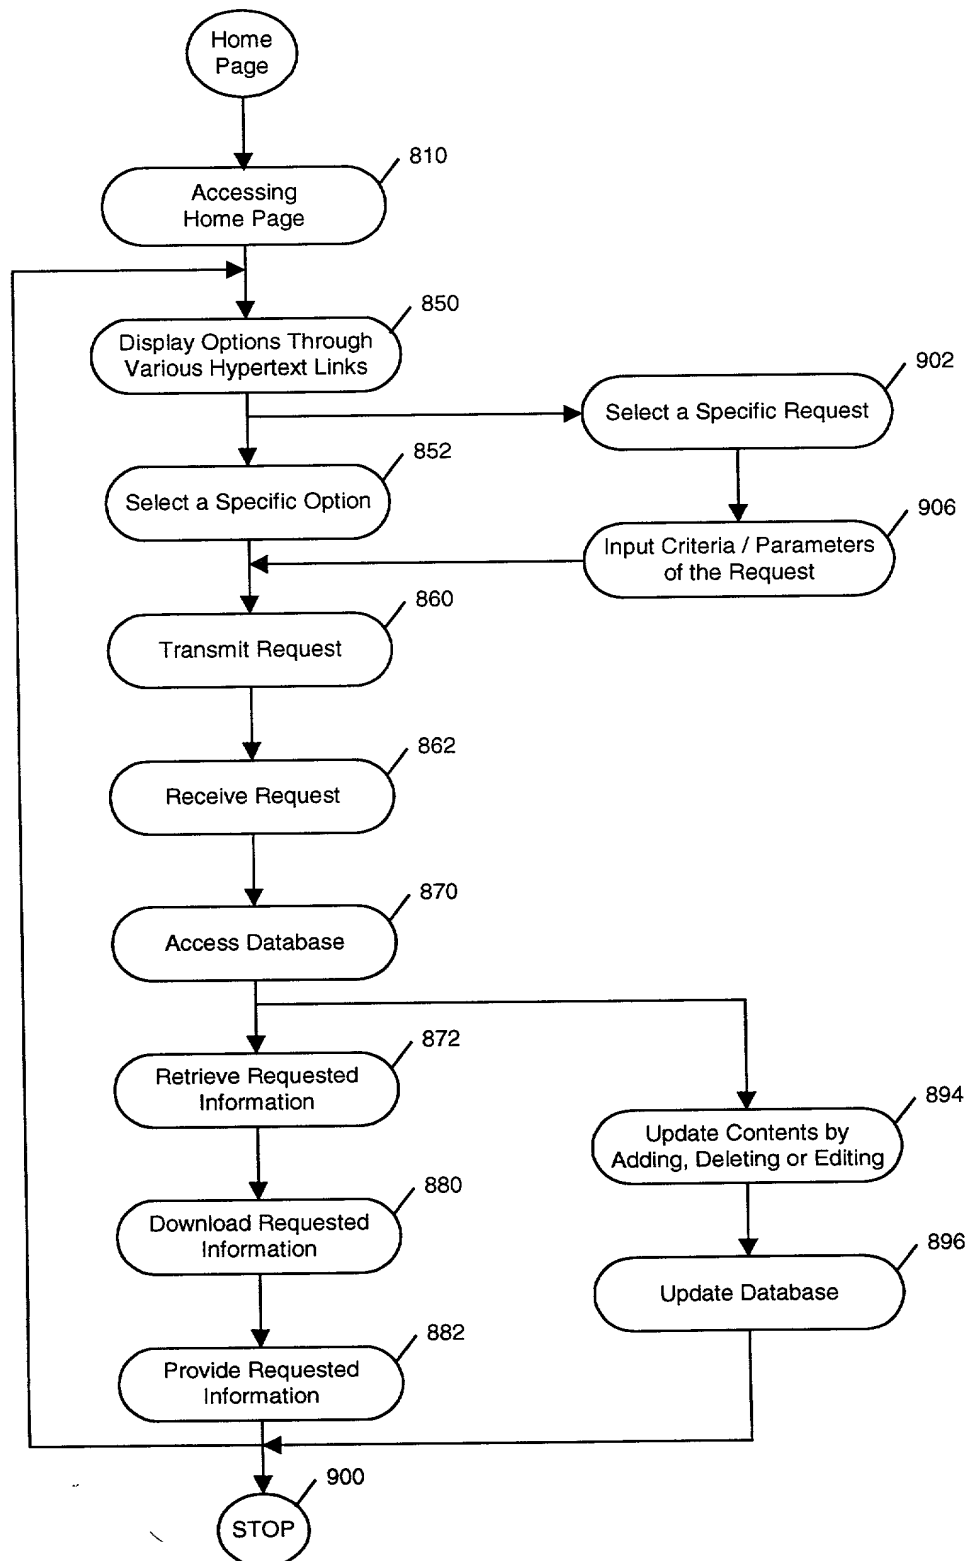 Home
Page
810
Accessing
Home Page
850
Display Options Through
Various Hypertext Links
902
Select a Specific Request
852
Select a Specific Option
906
Input Criteria / Parameters
of the Request
860
Transmit Request
862
Receive Request
870
Access Database
872
Retrieve Requested
Information
894
Update Contents by
Adding, Deleting or Editing
880
Download Requested
Information
896
Update Database
882
Provide Requested
Information
900
STOP